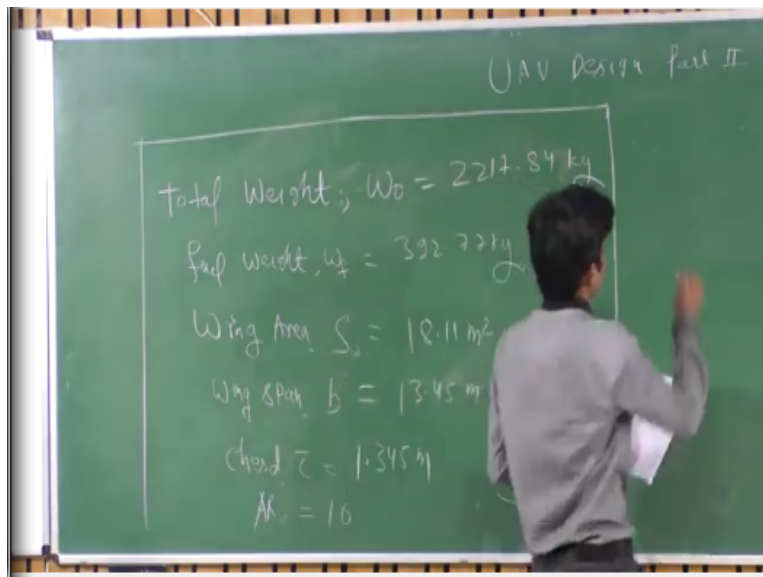 UAV Design Part II
Total Weight, W₀ = 2217.84 kg
fuel weight, Wf = 392.77 kg
Wing Area, Sw = 18.11 m²
Wing span, b = 13.45 m
Chord, c̄ = 1.345 m
AR = 10